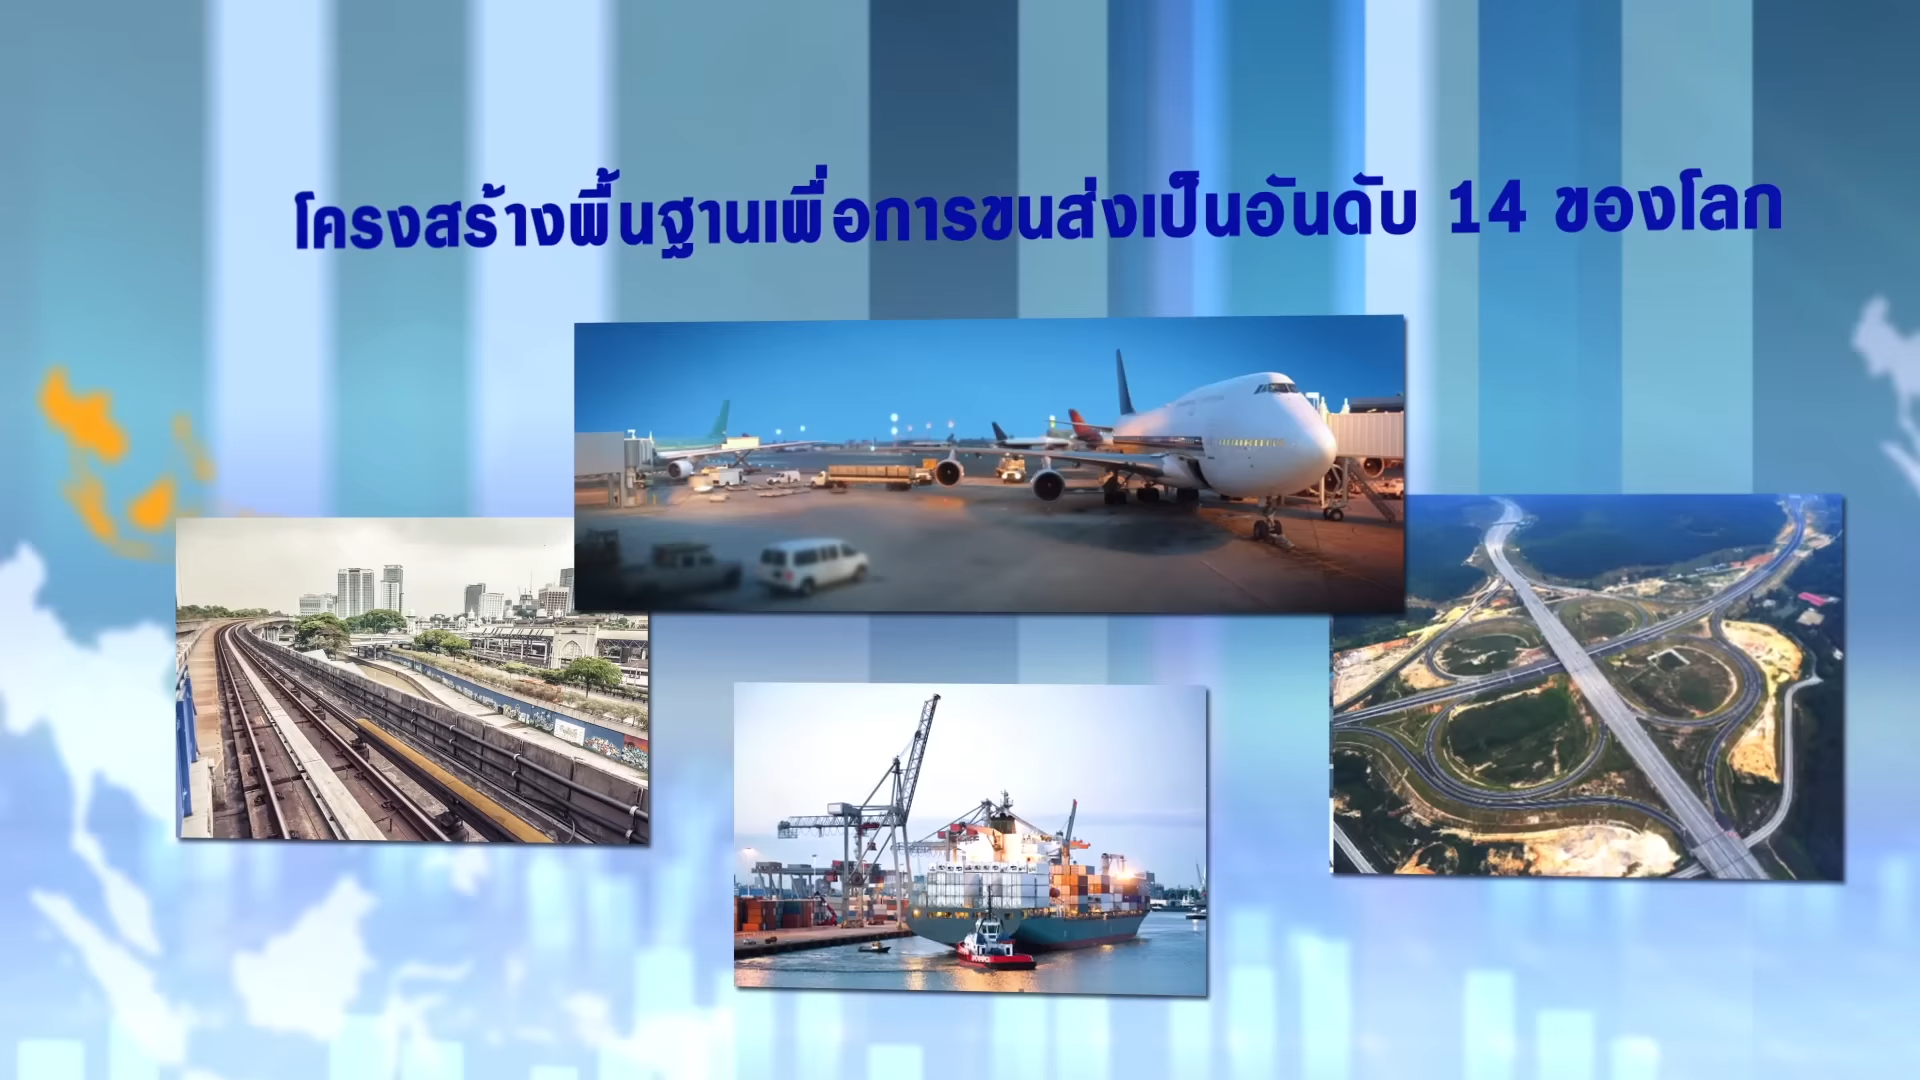 โครงสร้างพื้นฐานเพื่อการขนส่งเป็นอันดับ 14 ของโลก